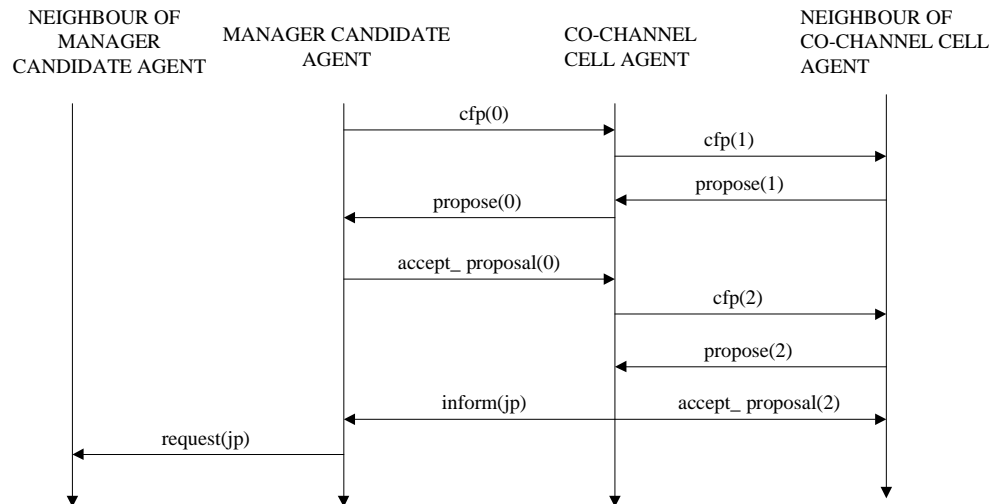 NEIGHBOUR OF
MANAGER
CANDIDATE AGENT
MANAGER CANDIDATE
AGENT
CO-CHANNEL
CELL AGENT
NEIGHBOUR OF
CO-CHANNEL CELL
AGENT
cfp(0)
cfp(1)
propose(1)
propose(0)
accept_ proposal(0)
cfp(2)
propose(2)
inform(jp)
accept_ proposal(2)
request(jp)